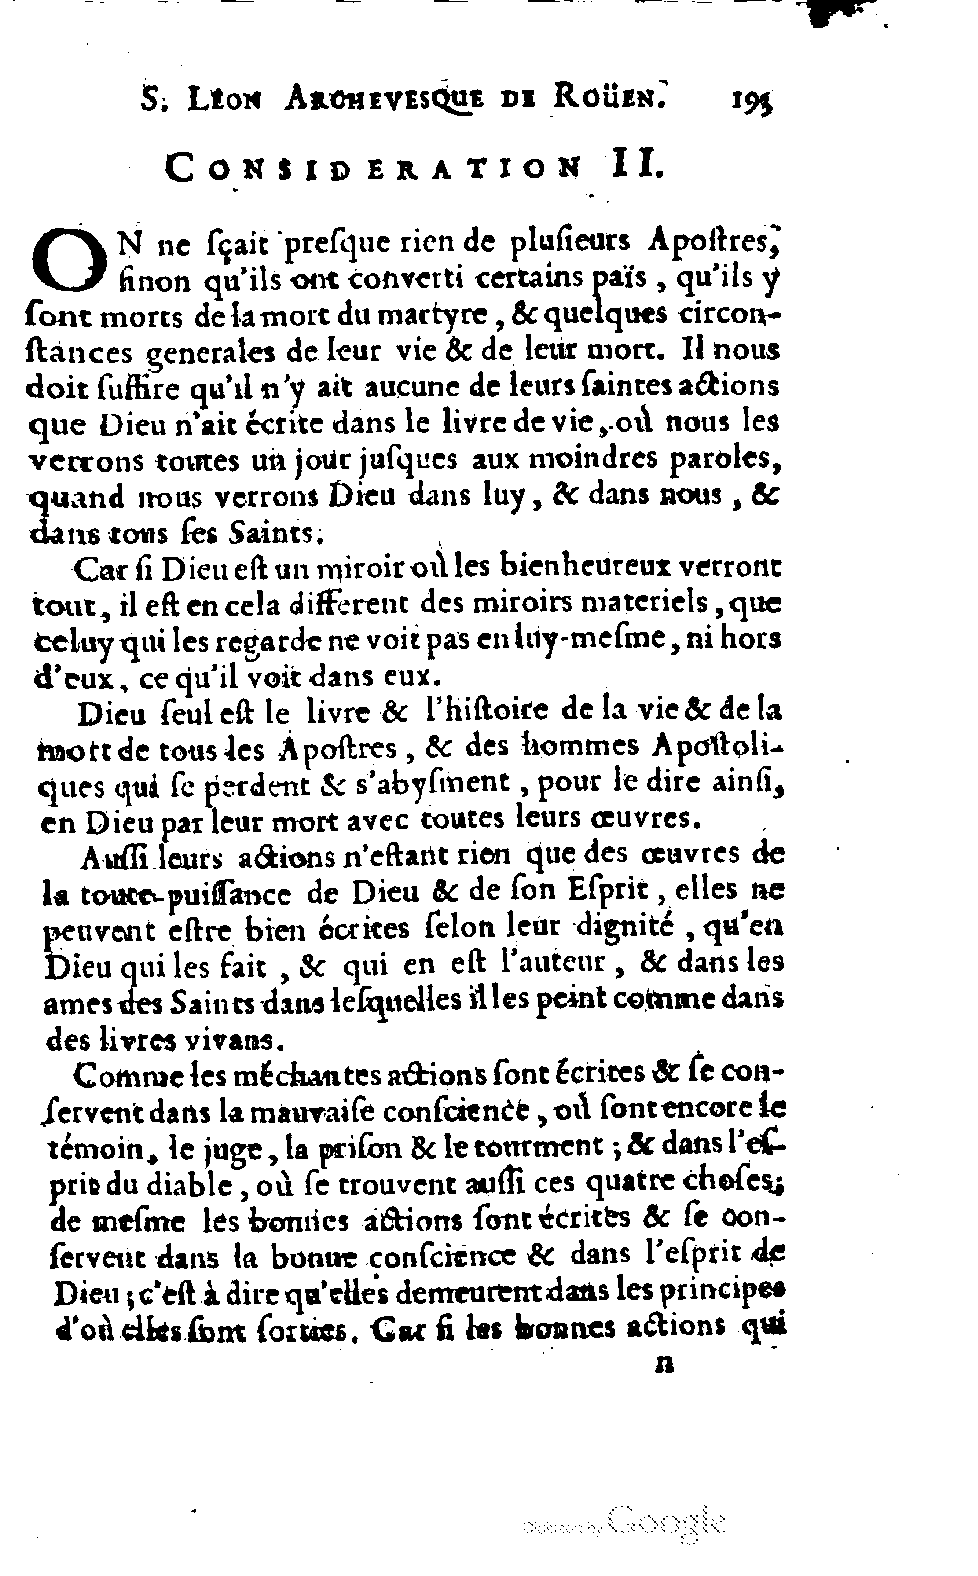 S. LÉON ARCHEVESQUE DE ROÜEN. 195
CONSIDERATION II.
ON ne ſçait preſque rien de pluſieurs Apoſtres,
ſinon qu'ils ont converti certains païs, qu'ils y
ſont morts de la mort du martyre, & quelques circon-
ſtances generales de leur vie & de leur mort. Il nous
doit ſuffire qu'il n'y ait aucune de leurs ſaintes actions
que Dieu n'ait écrite dans le livre de vie, où nous les
verrons toutes un jour juſques aux moindres paroles,
quand nous verrons Dieu dans luy, & dans nous, &
dans tous ſes Saints.
Car ſi Dieu eſt un miroir où les bienheureux verront
tout, il eſt en cela different des miroirs materiels, que
celuy qui les regarde ne voit pas en luy-meſme, ni hors
d'eux, ce qu'il voit dans eux.
Dieu ſeul eſt le livre & l'hiſtoire de la vie & de la
mort de tous les Apoſtres, & des hommes Apoſtoli-
ques qui ſe perdent & s'abyſment, pour le dire ainſi,
en Dieu par leur mort avec toutes leurs œuvres.
Auſſi leurs actions n'eſtant rien que des œuvres de
la toute-puiſſance de Dieu & de ſon Eſprit, elles ne
peuvent eſtre bien écrites ſelon leur dignité, qu'en
Dieu qui les fait, & qui en eſt l'auteur, & dans les
ames des Saints dans leſquelles il les peint comme dans
des livres vivans.
Comme les méchantes actions ſont écrites & ſe con-
ſervent dans la mauvaiſe conſcience, où ſont encore le
témoin, le juge, la priſon & le tourment; & dans l'eſ-
prit du diable, où ſe trouvent auſſi ces quatre choſes;
de meſme les bonnes actions ſont écrites & ſe con-
ſervent dans la bonne conſcience & dans l'eſprit de
Dieu; c'eſt à dire qu'elles demeurent dans les principes
d'où elles ſont ſorties. Car ſi les bonnes actions qui
n
Digitized by Google